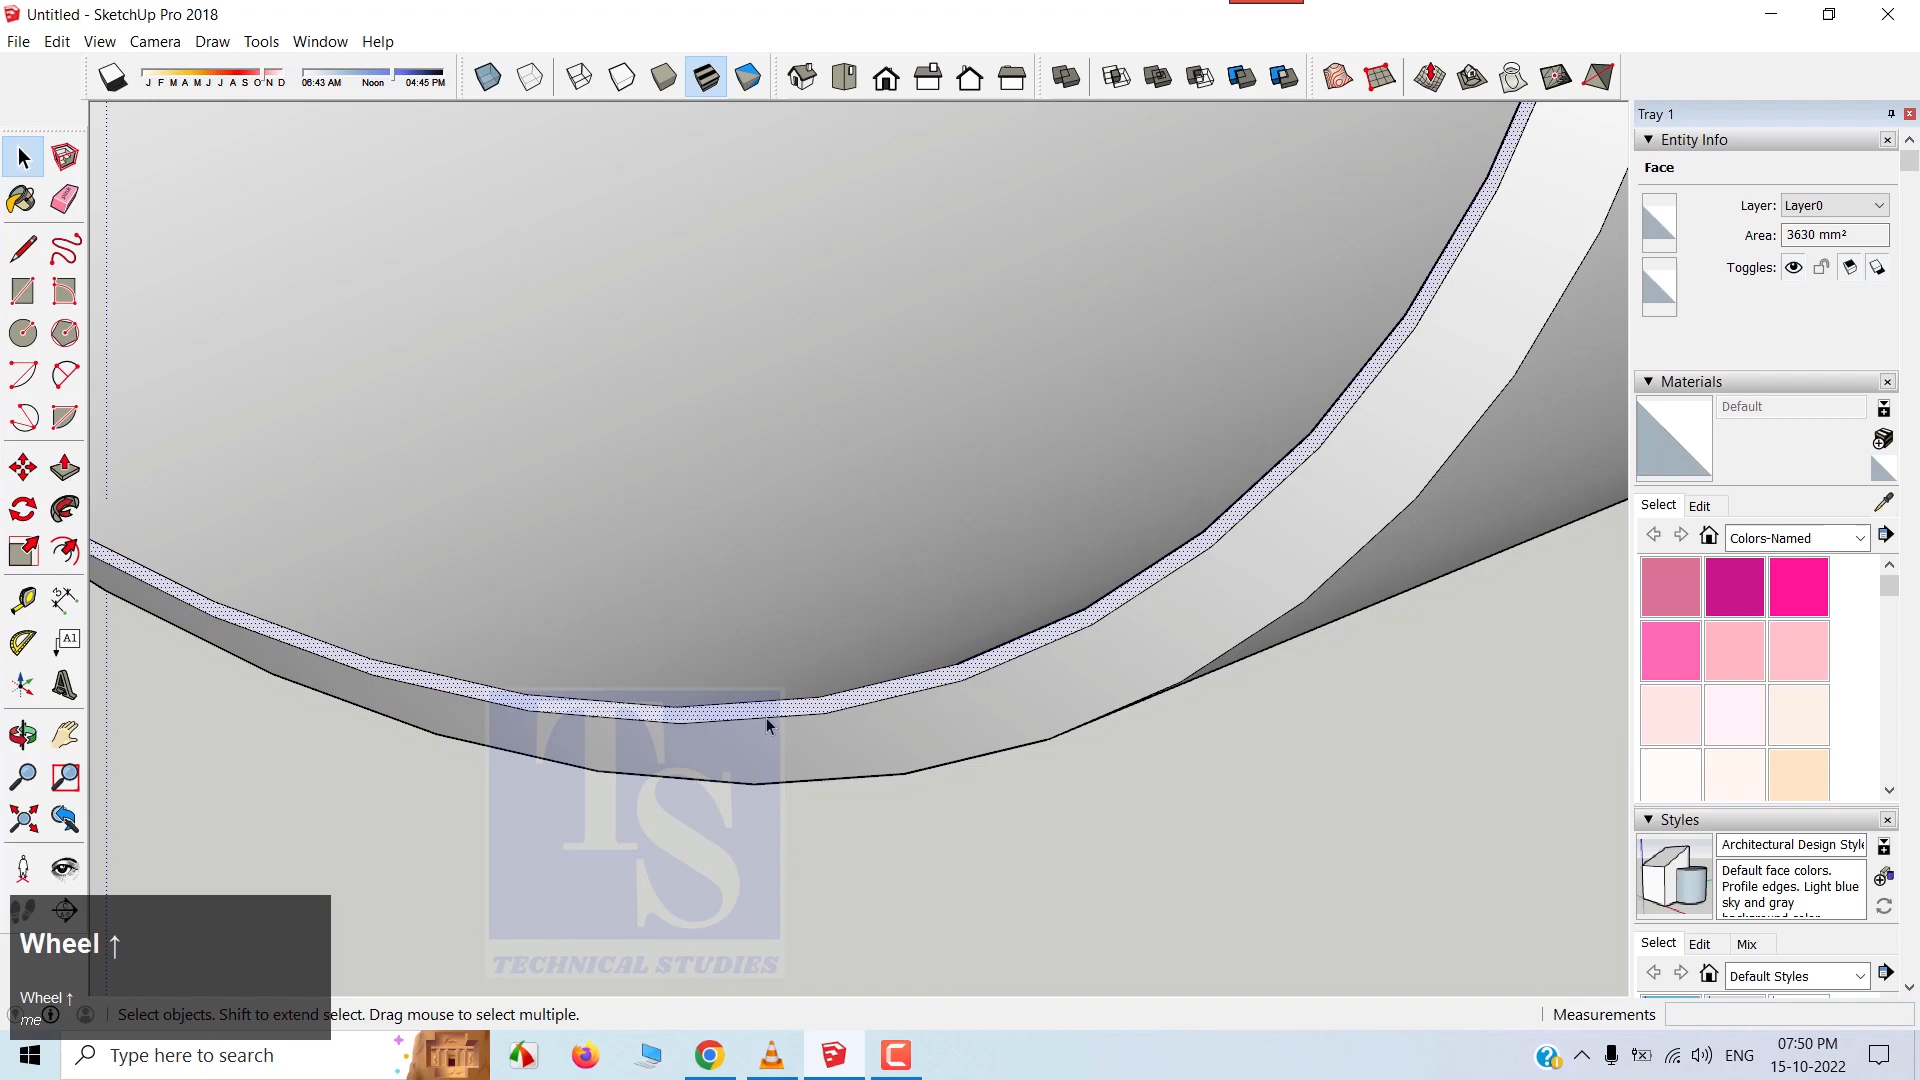 Untitled - SketchUp Pro 2018
File Edit View Camera Draw Tools Window Help
J F M A M J J A S O N D 06:43 AM Noon 04:45 PM
Tray 1
Entity Info
Face
Layer: Layer0
Area: 3630 mm²
Toggles:
Materials
Default
Select Edit
Colors-Named
A1
Styles
Architectural Design Style
Default face colors.
Profile edges. Light blue
sky and gray
Select Edit Mix
Default Styles
TS
TECHNICAL STUDIES
Wheel ↑
Wheel ↑
me
Select objects. Shift to extend select. Drag mouse to select multiple.
Measurements
Type here to search
ENG
07:50 PM
15-10-2022